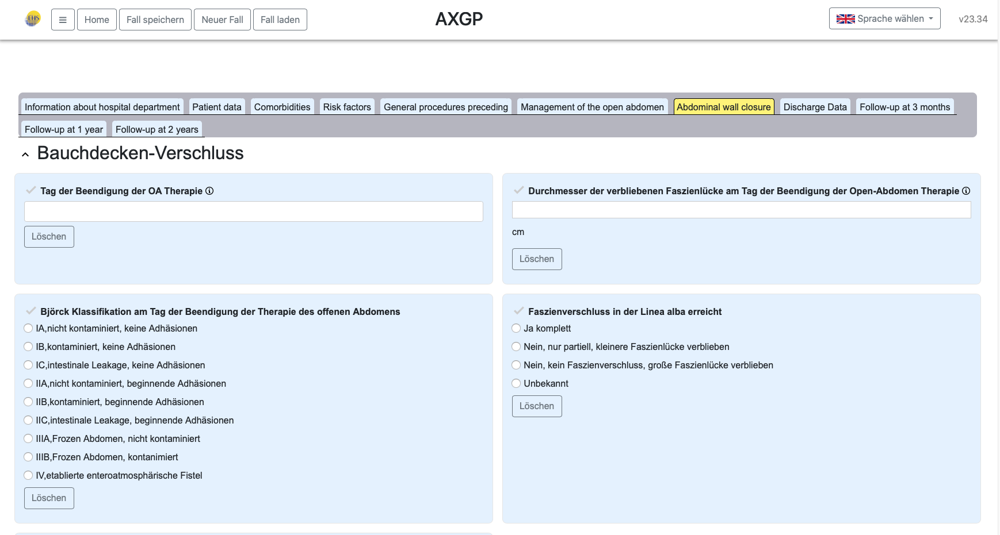 EHS
Home
Fall speichern
Neuer Fall
Fall laden
AXGP
Sprache wählen
v23.34
Information about hospital department
Patient data
Comorbidities
Risk factors
General procedures preceding
Management of the open abdomen
Abdominal wall closure
Discharge Data
Follow-up at 3 months
Follow-up at 1 year
Follow-up at 2 years
Bauchdecken-Verschluss
Tag der Beendigung der OA Therapie
Löschen
Durchmesser der verbliebenen Faszienlücke am Tag der Beendigung der Open-Abdomen Therapie
cm
Löschen
Björck Klassifikation am Tag der Beendigung der Therapie des offenen Abdomens
IA,nicht kontaminiert, keine Adhäsionen
IB,kontaminiert, keine Adhäsionen
IC,intestinale Leakage, keine Adhäsionen
IIA,nicht kontaminiert, beginnende Adhäsionen
IIB,kontaminiert, beginnende Adhäsionen
IIC,intestinale Leakage, beginnende Adhäsionen
IIIA,Frozen Abdomen, nicht kontaminiert
IIIB,Frozen Abdomen, kontanimiert
IV,etablierte enteroatmosphärische Fistel
Löschen
Faszienverschluss in der Linea alba erreicht
Ja komplett
Nein, nur partiell, kleinere Faszienlücke verblieben
Nein, kein Faszienverschluss, große Faszienlücke verblieben
Unbekannt
Löschen